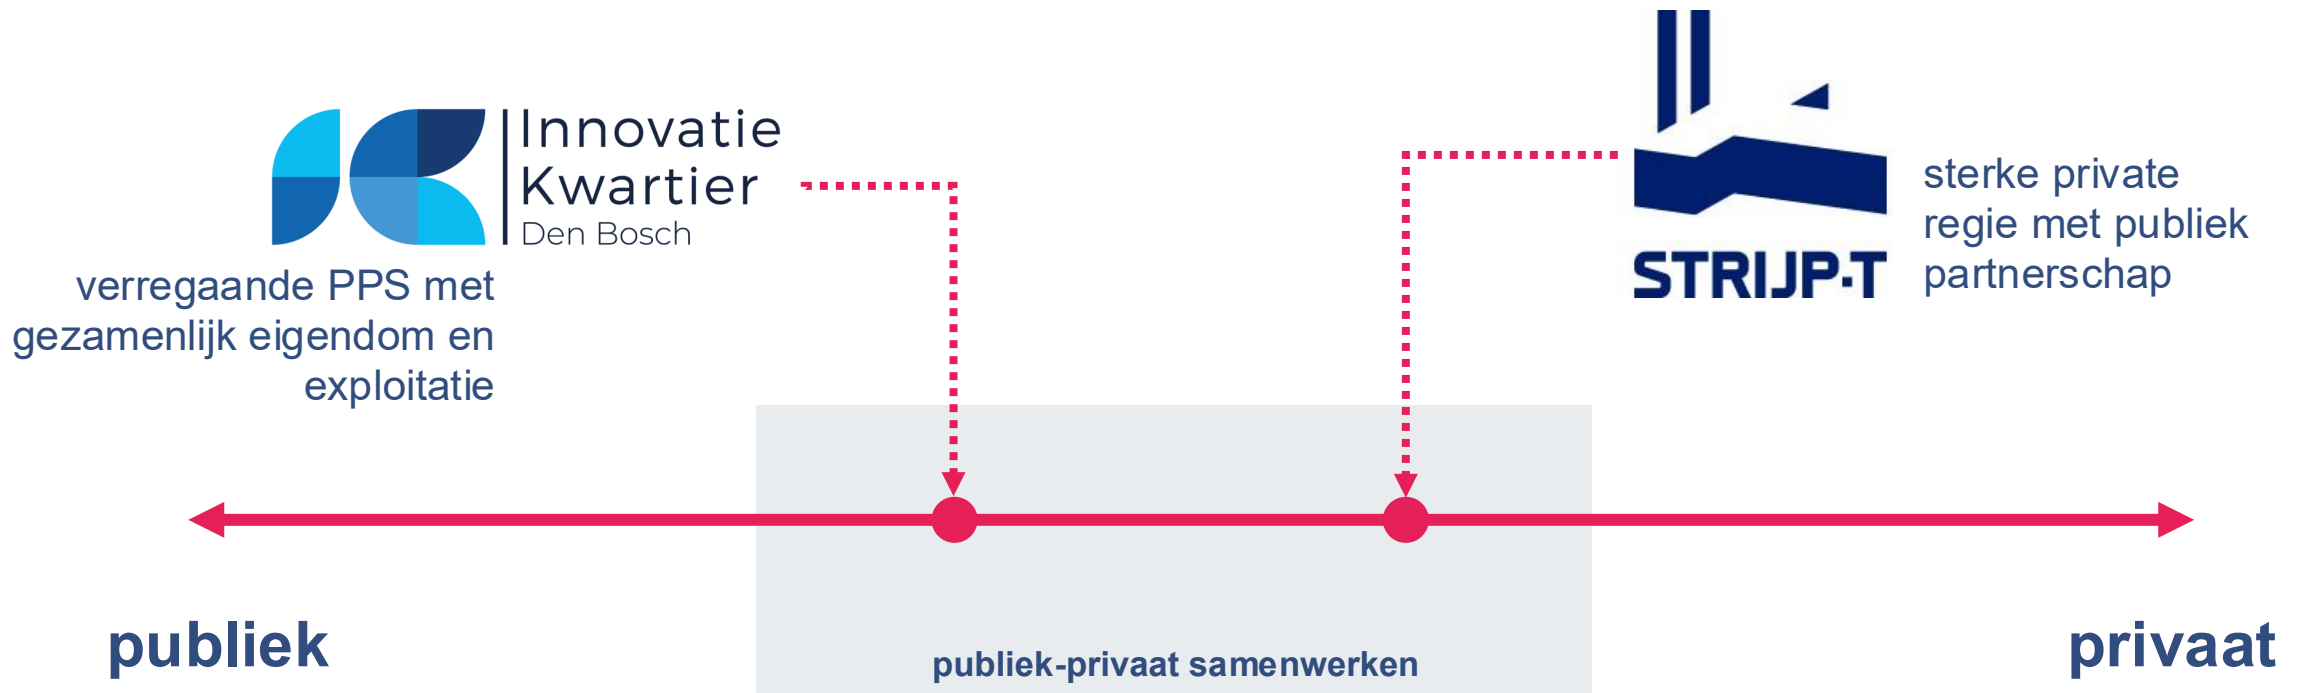 Innovatie
Kwartier
Den Bosch
verregaande PPS met
gezamenlijk eigendom en
exploitatie
STRIJP-T
sterke private
regie met publiek
partnerschap
publiek
publiek-privaat samenwerken
privaat